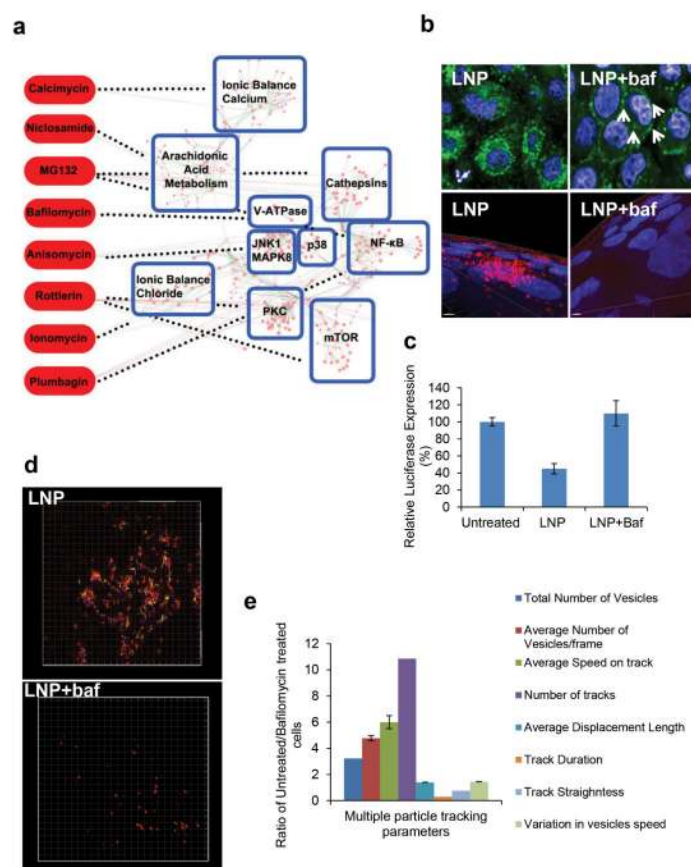 a
Calcimycin
Niclosamide
MG132
Bafilomycin
Anisomycin
Rottlerin
Ionomycin
Plumbagin
Ionic Balance
Calcium
Arachidonic
Acid
Metabolism
Cathepsins
V-ATPase
JNK1
MAPK8
p38
NF-κB
Ionic Balance
Chloride
PKC
mTOR
b
LNP
LNP+baf
LNP
LNP+baf
c
Relative Luciferase Expression
(%)
140
120
100
80
60
40
20
0
Untreated
LNP
LNP+Baf
d
LNP
LNP+baf
e
Ratio of Untreated/Bafilomycin treated
cells
12
10
8
6
4
2
0
Multiple particle tracking
parameters
Total Number of Vesicles
Average Number of
Vesicles/frame
Average Speed on track
Number of tracks
Average Displacement Length
Track Duration
Track Straighntess
Variation in vesicles speed